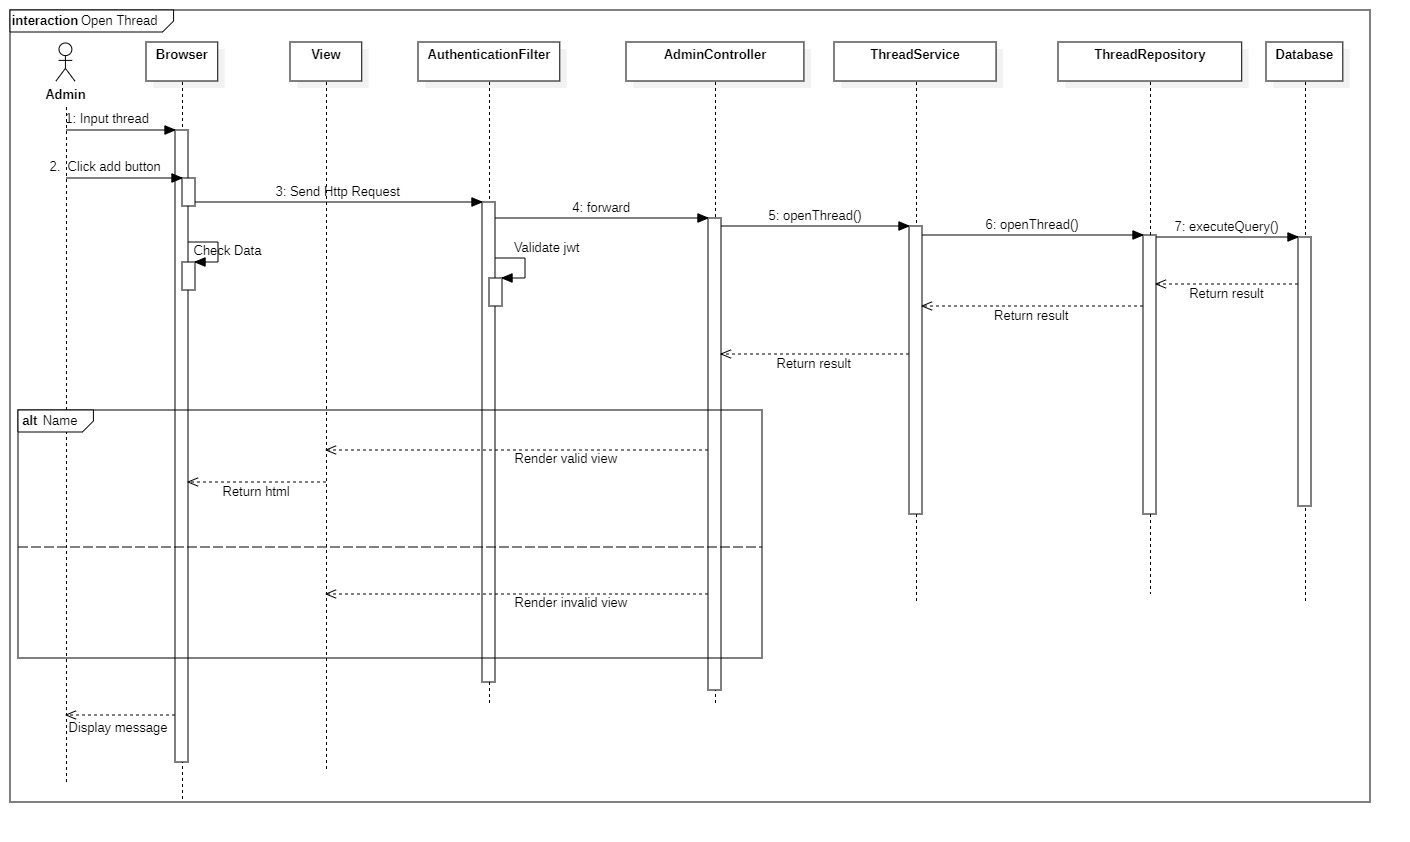 interaction Open Thread
Admin
Browser
View
AuthenticationFilter
AdminController
ThreadService
ThreadRepository
Database
1: Input thread
2. Click add button
3: Send Http Request
4: forward
5: openThread()
6: openThread()
7: executeQuery()
Check Data
Validate jwt
Return result
Return result
Return result
alt Name
Render valid view
Return html
Render invalid view
Display message